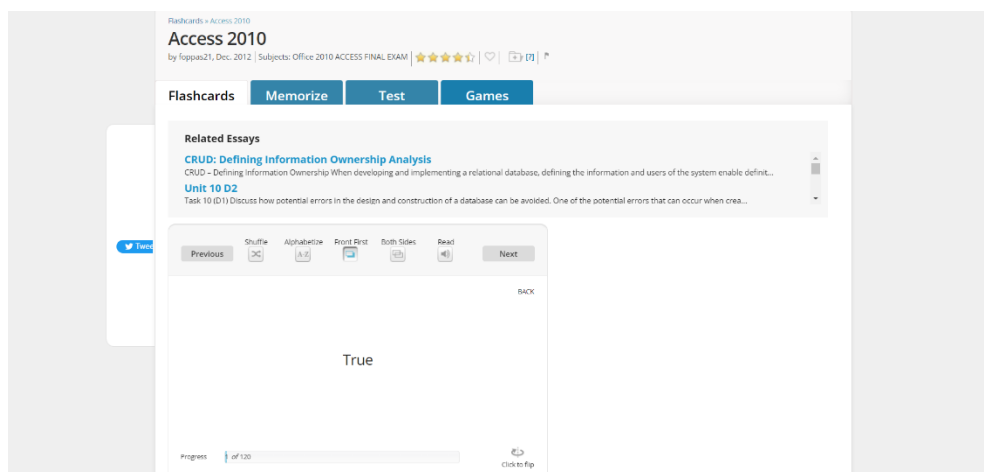 Flashcards » Access 2010
Access 2010
by foppas21, Dec. 2012 | Subjects: Office 2010 ACCESS FINAL EXAM | [?]
Flashcards Memorize Test Games
Related Essays
CRUD: Defining Information Ownership Analysis
CRUD – Defining Information Ownership When developing and implementing a relational database, defining the information and users of the system enable definit...
Unit 10 D2
Task 10 (D1) Discuss how potential errors in the design and construction of a database can be avoided. One of the potential errors that can occur when crea...
Twee
Shuffle Alphabetize Front First Both Sides Read
Previous A-Z Next
BACK
True
Progress 1 of 120
Click to flip